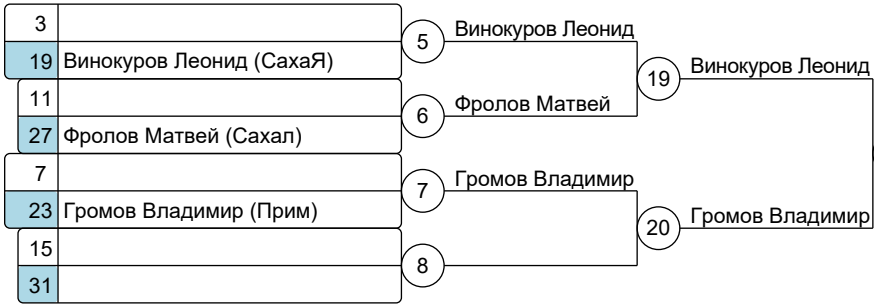 3
19 Винокуров Леонид (СахаЯ)
5
Винокуров Леонид
11
27 Фролов Матвей (Сахал)
6
Фролов Матвей
19
Винокуров Леонид
7
23 Громов Владимир (Прим)
7
Громов Владимир
15
31
8
20
Громов Владимир